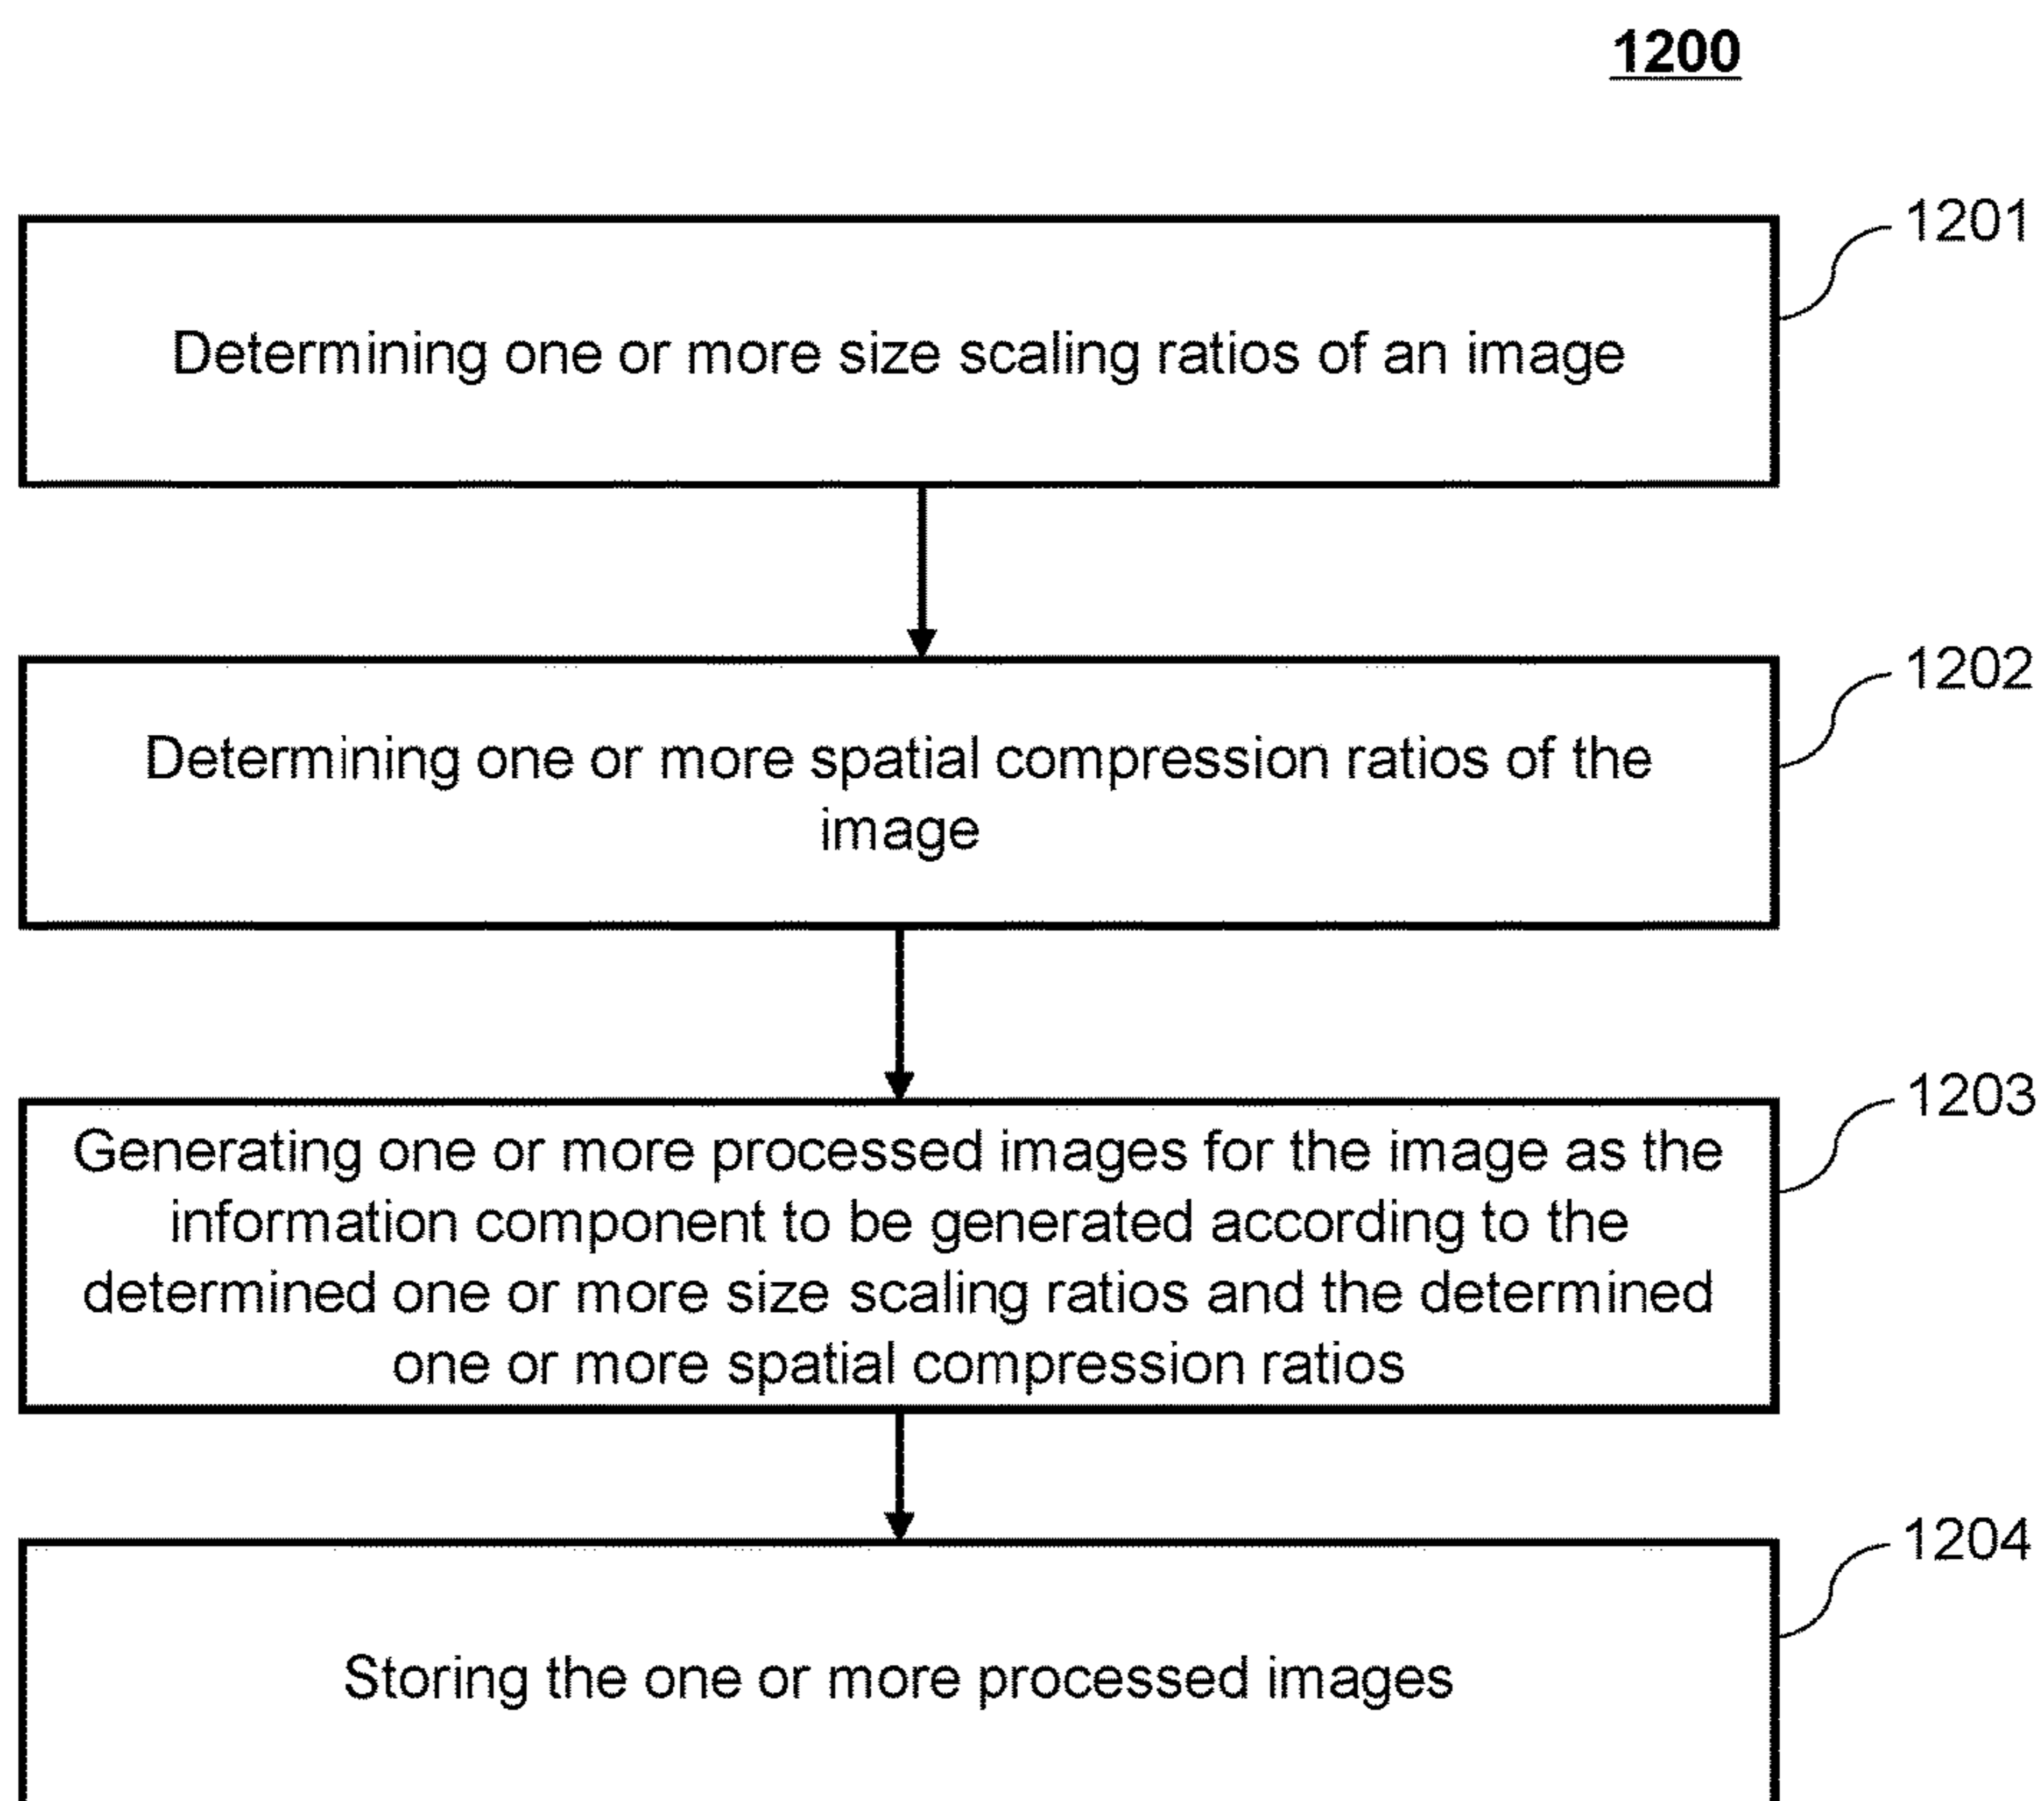 1200
1201
Determining one or more size scaling ratios of an image
1202
Determining one or more spatial compression ratios of the
image
1203
Generating one or more processed images for the image as the
information component to be generated according to the
determined one or more size scaling ratios and the determined
one or more spatial compression ratios
1204
Storing the one or more processed images